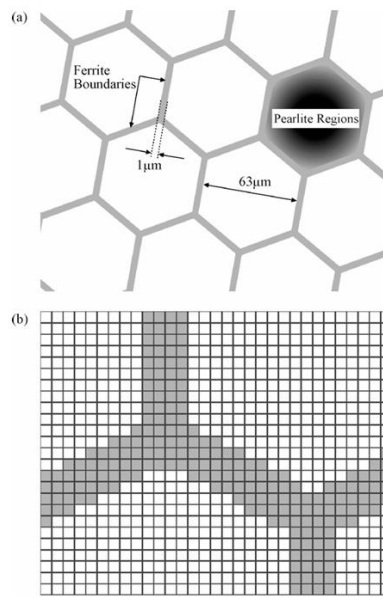 (a)
Ferrite
Boundaries
Pearlite Regions
1μm
63μm
(b)